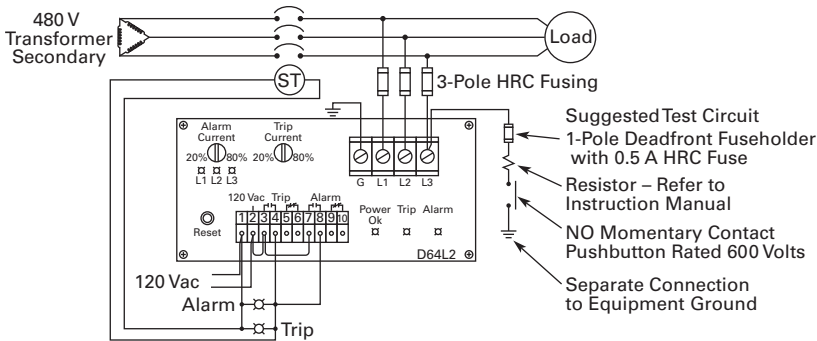 480 V
Transformer
Secondary
Load
ST
3-Pole HRC Fusing
Suggested Test Circuit
1-Pole Deadfront Fuseholder
with 0.5 A HRC Fuse
Resistor – Refer to
Instruction Manual
NO Momentary Contact
Pushbutton Rated 600 Volts
Separate Connection
to Equipment Ground
Alarm
Current
Trip
Current
20% 80% 20% 80%
L1 L2 L3
G L1 L2 L3
120 Vac Trip Alarm
1 2 3 4 5 6 7 8 9 10
Reset
Power
Ok
Trip
Alarm
D64L2
120 Vac
Alarm
Trip